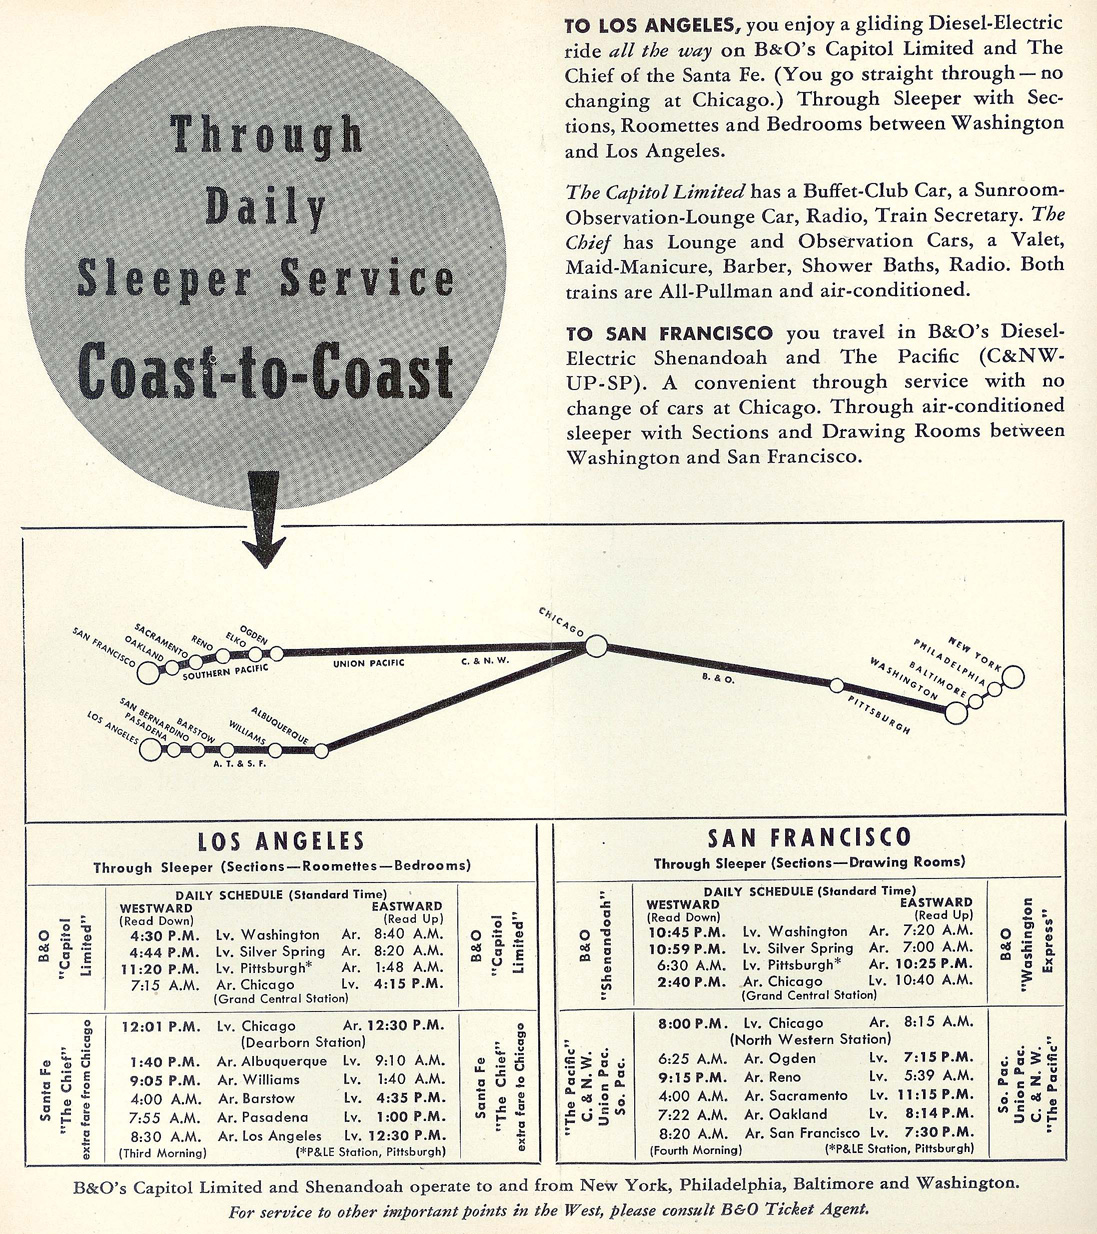 Through
Daily
Sleeper Service
Coast-to-Coast
TO LOS ANGELES, you enjoy a gliding Diesel-Electric
ride all the way on B&O's Capitol Limited and The
Chief of the Santa Fe. (You go straight through—no
changing at Chicago.) Through Sleeper with Sec-
tions, Roomettes and Bedrooms between Washington
and Los Angeles.
The Capitol Limited has a Buffet-Club Car, a Sunroom-
Observation-Lounge Car, Radio, Train Secretary. The
Chief has Lounge and Observation Cars, a Valet,
Maid-Manicure, Barber, Shower Baths, Radio. Both
trains are All-Pullman and air-conditioned.
TO SAN FRANCISCO you travel in B&O's Diesel-
Electric Shenandoah and The Pacific (C&NW-
UP-SP). A convenient through service with no
change of cars at Chicago. Through air-conditioned
sleeper with Sections and Drawing Rooms between
Washington and San Francisco.
SAN FRANCISCO
OAKLAND
SACRAMENTO
RENO
ELKO
OGDEN
SOUTHERN PACIFIC
UNION PACIFIC
C. & N. W.
CHICAGO
B. & O.
PITTSBURGH
WASHINGTON
BALTIMORE
PHILADELPHIA
NEW YORK
LOS ANGELES
PASADENA
SAN BERNARDINO
BARSTOW
WILLIAMS
ALBUQUERQUE
A. T. & S. F.
LOS ANGELES
Through Sleeper (Sections—Roomettes—Bedrooms)
DAILY SCHEDULE (Standard Time)
WESTWARD EASTWARD
(Read Down) (Read Up)
B&O
"Capitol
Limited"
4:30 P.M. Lv. Washington Ar. 8:40 A.M.
4:44 P.M. Lv. Silver Spring Ar. 8:20 A.M.
11:20 P.M. Lv. Pittsburgh* Ar. 1:48 A.M.
7:15 A.M. Ar. Chicago Lv. 4:15 P.M.
(Grand Central Station)
B&O
"Capitol
Limited"
Santa Fe
"The Chief"
extra fare from Chicago
12:01 P.M. Lv. Chicago Ar. 12:30 P.M.
(Dearborn Station)
1:40 P.M. Ar. Albuquerque Lv. 9:10 A.M.
9:05 P.M. Ar. Williams Lv. 1:40 A.M.
4:00 A.M. Ar. Barstow Lv. 4:35 P.M.
7:55 A.M. Ar. Pasadena Lv. 1:00 P.M.
8:30 A.M. Ar. Los Angeles Lv. 12:30 P.M.
(Third Morning) (*P&LE Station, Pittsburgh)
Santa Fe
"The Chief"
extra fare to Chicago
SAN FRANCISCO
Through Sleeper (Sections—Drawing Rooms)
DAILY SCHEDULE (Standard Time)
WESTWARD EASTWARD
(Read Down) (Read Up)
B&O
"Shenandoah"
10:45 P.M. Lv. Washington Ar. 7:20 A.M.
10:59 P.M. Lv. Silver Spring Ar. 7:00 A.M.
6:30 A.M. Lv. Pittsburgh* Ar. 10:25 P.M.
2:40 P.M. Ar. Chicago Lv. 10:40 A.M.
(Grand Central Station)
B&O
"Washington
Express"
"The Pacific"
C. & N. W.
Union Pac.
So. Pac.
8:00 P.M. Lv. Chicago Ar. 8:15 A.M.
(North Western Station)
6:25 A.M. Ar. Ogden Lv. 7:15 P.M.
9:15 P.M. Ar. Reno Lv. 5:39 A.M.
4:00 A.M. Ar. Sacramento Lv. 11:15 P.M.
7:22 A.M. Ar. Oakland Lv. 8:14 P.M.
8:20 A.M. Ar. San Francisco Lv. 7:30 P.M.
(Fourth Morning) (*P&LE Station, Pittsburgh)
So. Pac.
Union Pac.
C. & N. W.
"The Pacific"
B&O's Capitol Limited and Shenandoah operate to and from New York, Philadelphia, Baltimore and Washington.
For service to other important points in the West, please consult B&O Ticket Agent.